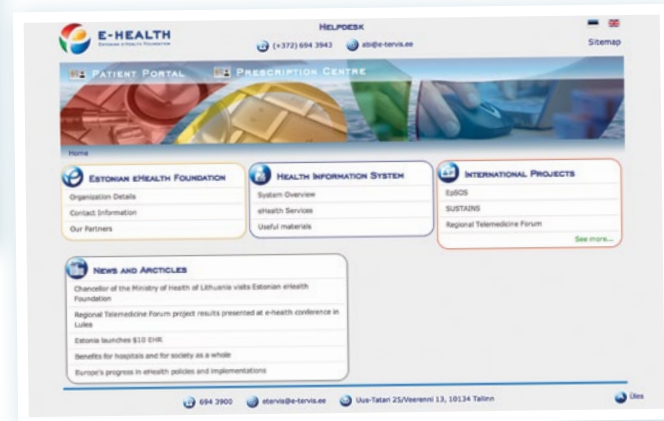 E-HEALTH
ESTONIAN EHEALTH FOUNDATION
HELPDESK
(+372) 694 3943 abi@e-tervis.ee
Sitemap
PATIENT PORTAL PRESCRIPTION CENTRE
Home
ESTONIAN EHEALTH FOUNDATION
Organization Details
Contact Information
Our Partners
HEALTH INFORMATION SYSTEM
System Overview
eHealth Services
Useful materials
INTERNATIONAL PROJECTS
EpSOS
SUSTAINS
Regional Telemedicine Forum
See more...
NEWS AND ARCTICLES
Chancellor of the Ministry of Health of Lithuania visits Estonian eHealth
Foundation
Regional Telemedicine Forum project results presented at e-health conference in
Lulea
Estonia launches $10 EHR
Benefits for hospitals and for society as a whole
Europe's progress in eHealth policies and implementations
694 3900 etervis@e-tervis.ee Uus-Tatari 25/Veerenni 13, 10134 Tallinn
Üles